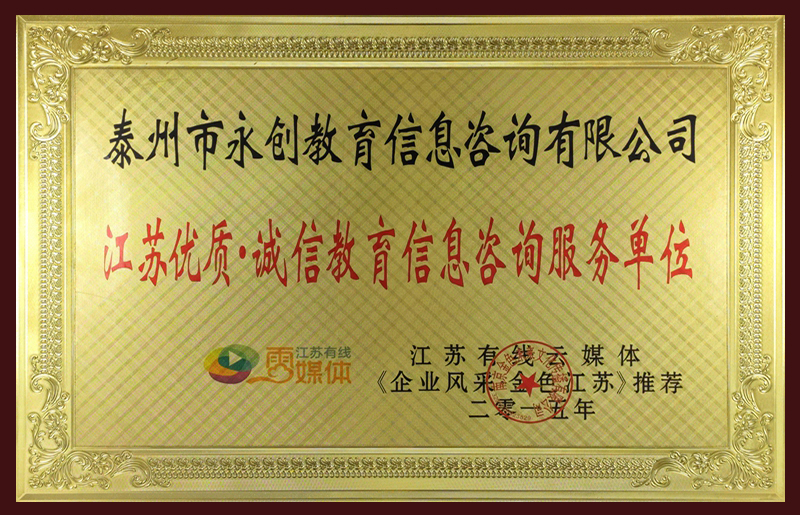 泰州市永创教育信息咨询有限公司
江苏优质·诚信教育信息咨询服务单位
江苏有线
云媒体
江苏有线云媒体
《企业风采 金色江苏》推荐
二零一五年